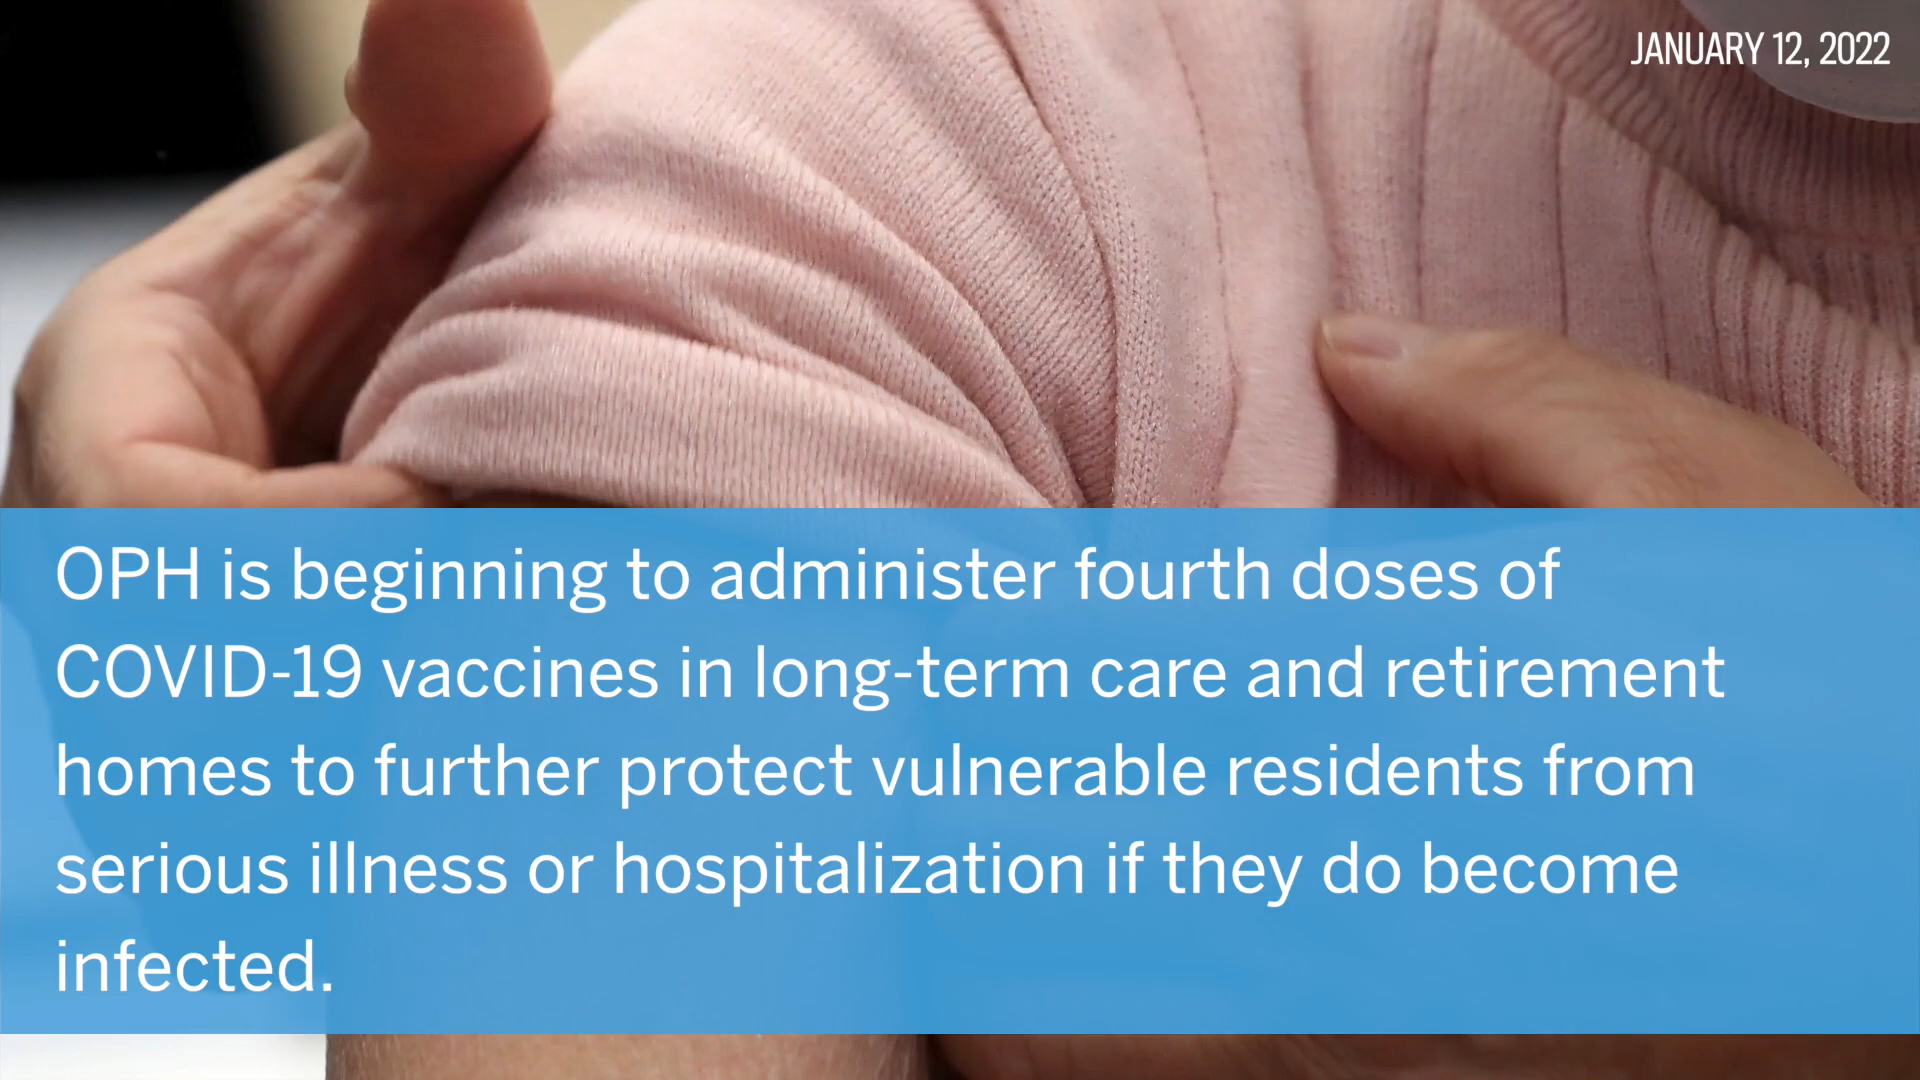 JANUARY 12, 2022
OPH is beginning to administer fourth doses of
COVID-19 vaccines in long-term care and retirement
homes to further protect vulnerable residents from
serious illness or hospitalization if they do become
infected.